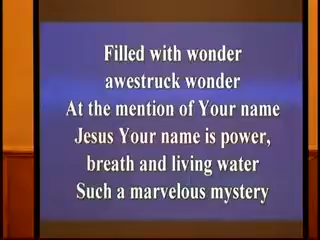 Filled with wonder
awestruck wonder
At the mention of Your name
Jesus Your name is power,
breath and living water
Such a marvelous mystery